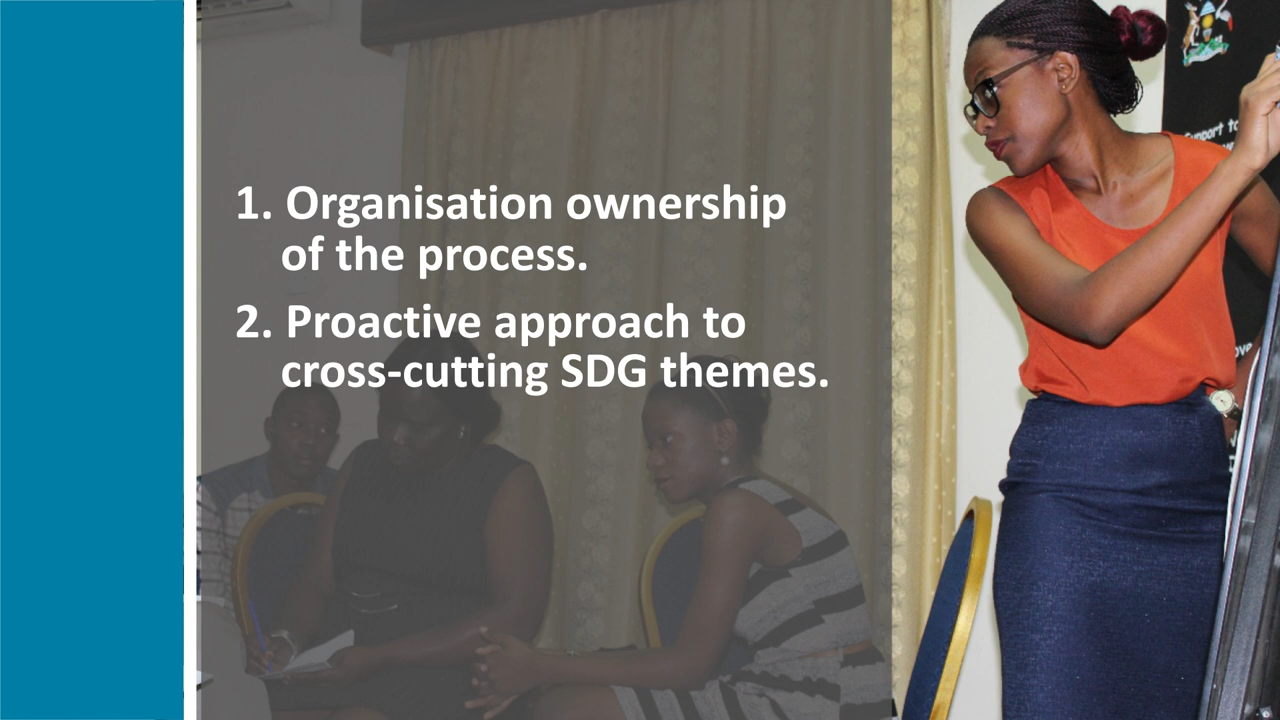 1. Organisation ownership
of the process.
2. Proactive approach to
cross-cutting SDG themes.